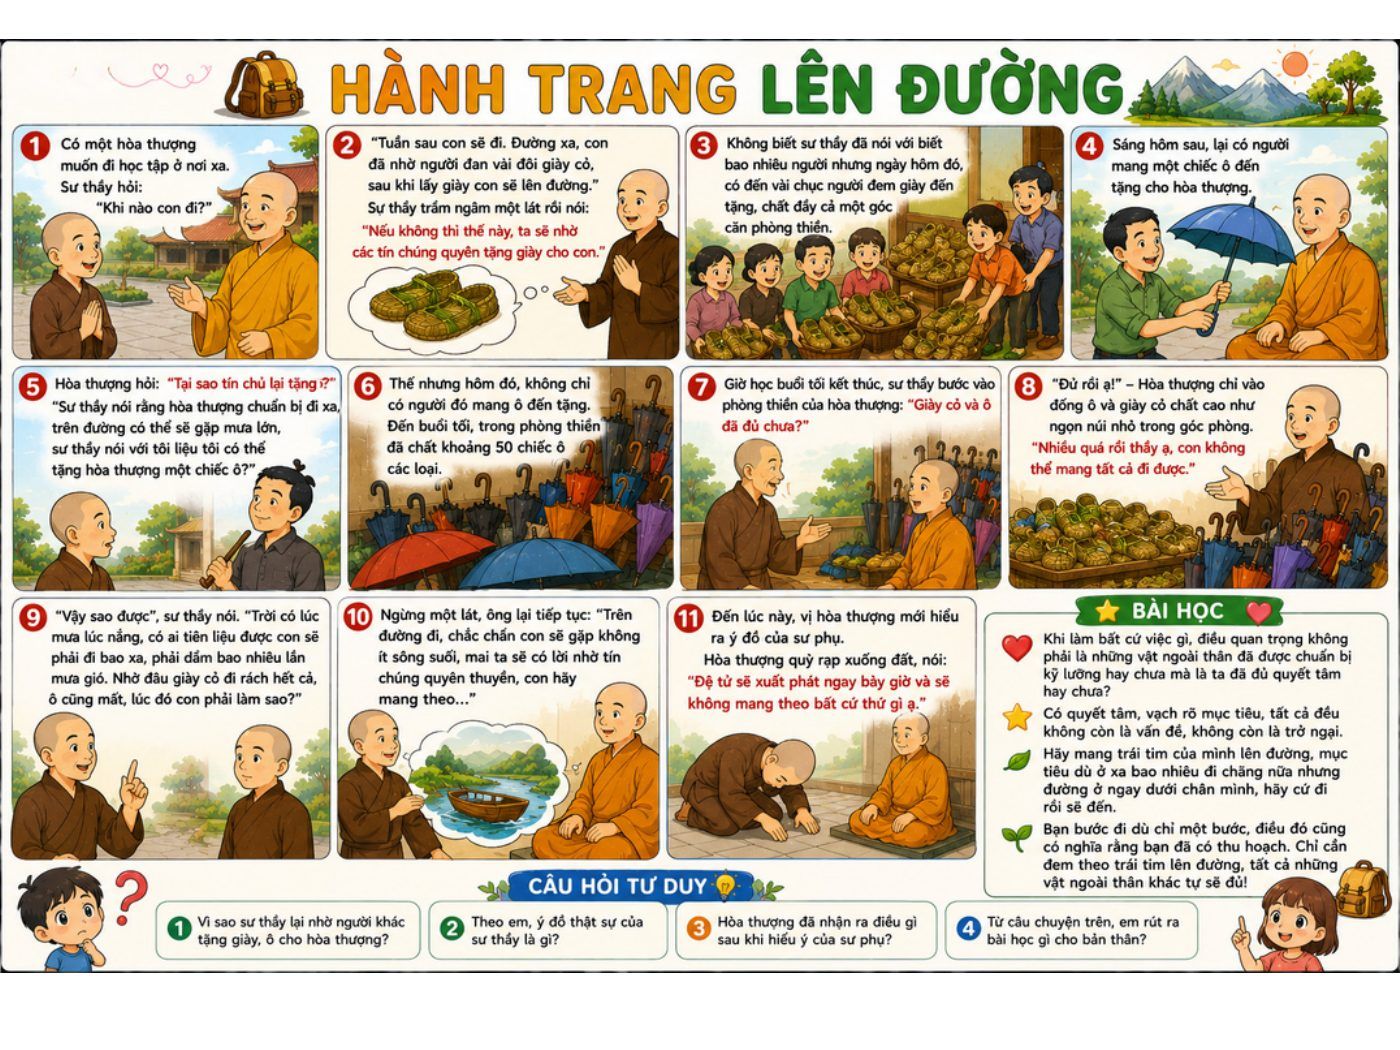 HÀNH TRANG LÊN ĐƯỜNG
1
Có một hòa thượng
muốn đi học tập ở nơi xa.
Sư thầy hỏi:
"Khi nào con đi?"
2
"Tuần sau con sẽ đi. Đường xa, con
đã nhờ người đan vài đôi giày cỏ,
sau khi lấy giày con sẽ lên đường."
Sư thầy trầm ngâm một lát rồi nói:
"Nếu không thì thế này, ta sẽ nhờ
các tín chúng quyên tặng giày cho con."
3
Không biết sư thầy đã nói với biết
bao nhiêu người nhưng ngày hôm đó,
có đến vài chục người đem giày đến
tặng, chất đầy cả một góc
căn phòng thiền.
4
Sáng hôm sau, lại có người
mang một chiếc ô đến
tặng cho hòa thượng.
5
Hòa thượng hỏi: "Tại sao tín chủ lại tặng ?"
"Sư thầy nói rằng hòa thượng chuẩn bị đi xa,
trên đường có thể sẽ gặp mưa lớn,
sư thầy nói với tôi liệu tôi có thể
tặng hòa thượng một chiếc ô?"
6
Thế nhưng hôm đó, không chỉ
có người đó mang ô đến tặng.
Đến buổi tối, trong phòng thiền
đã chất khoảng 50 chiếc ô
các loại.
7
Giờ học buổi tối kết thúc, sư thầy bước vào
phòng thiền của hòa thượng: "Giày cỏ và ô
đã đủ chưa?"
8
"Đủ rồi ạ!" – Hòa thượng chỉ vào
đống ô và giày cỏ chất cao như
ngọn núi nhỏ trong góc phòng.
"Nhiều quá rồi thầy ạ, con không
thể mang tất cả đi được."
9
"Vậy sao được", sư thầy nói. "Trời có lúc
mưa lúc nắng, có ai tiên liệu được con sẽ
phải đi bao xa, phải dầm bao nhiêu lần
mưa gió. Nhờ đâu giày cỏ đi rách hết cả,
ô cũng mất, lúc đó con phải làm sao?"
10
Ngừng một lát, ông lại tiếp tục: "Trên
đường đi, chắc chắn con sẽ gặp không
ít sông suối, mai ta sẽ có lời nhờ tín
chúng quyên thuyền, con hãy
mang theo..."
11
Đến lúc này, vị hòa thượng mới hiểu
ra ý đồ của sư phụ.
Hòa thượng quỳ rạp xuống đất, nói:
"Đệ tử sẽ xuất phát ngay bây giờ và sẽ
không mang theo bất cứ thứ gì ạ."
BÀI HỌC
Khi làm bất cứ việc gì, điều quan trọng không
phải là những vật ngoài thân đã được chuẩn bị
kỹ lưỡng hay chưa mà là ta đã đủ quyết tâm
hay chưa?
Có quyết tâm, vạch rõ mục tiêu, tất cả đều
không còn là vấn đề, không còn là trở ngại.
Hãy mang trái tim của mình lên đường, mục
tiêu dù ở xa bao nhiêu đi chăng nữa nhưng
đường ở ngay dưới chân mình, hãy cứ đi
rồi sẽ đến.
Bạn bước đi dù chỉ một bước, điều đó cũng
có nghĩa rằng bạn đã có thu hoạch. Chỉ cần
đem theo trái tim lên đường, tất cả những
vật ngoài thân khác tự sẽ đủ!
CÂU HỎI TƯ DUY
1
Vì sao sư thầy lại nhờ người khác
tặng giày, ô cho hòa thượng?
2
Theo em, ý đồ thật sự của
sư thầy là gì?
3
Hòa thượng đã nhận ra điều gì
sau khi hiểu ý của sư phụ?
4
Từ câu chuyện trên, em rút ra
bài học gì cho bản thân?